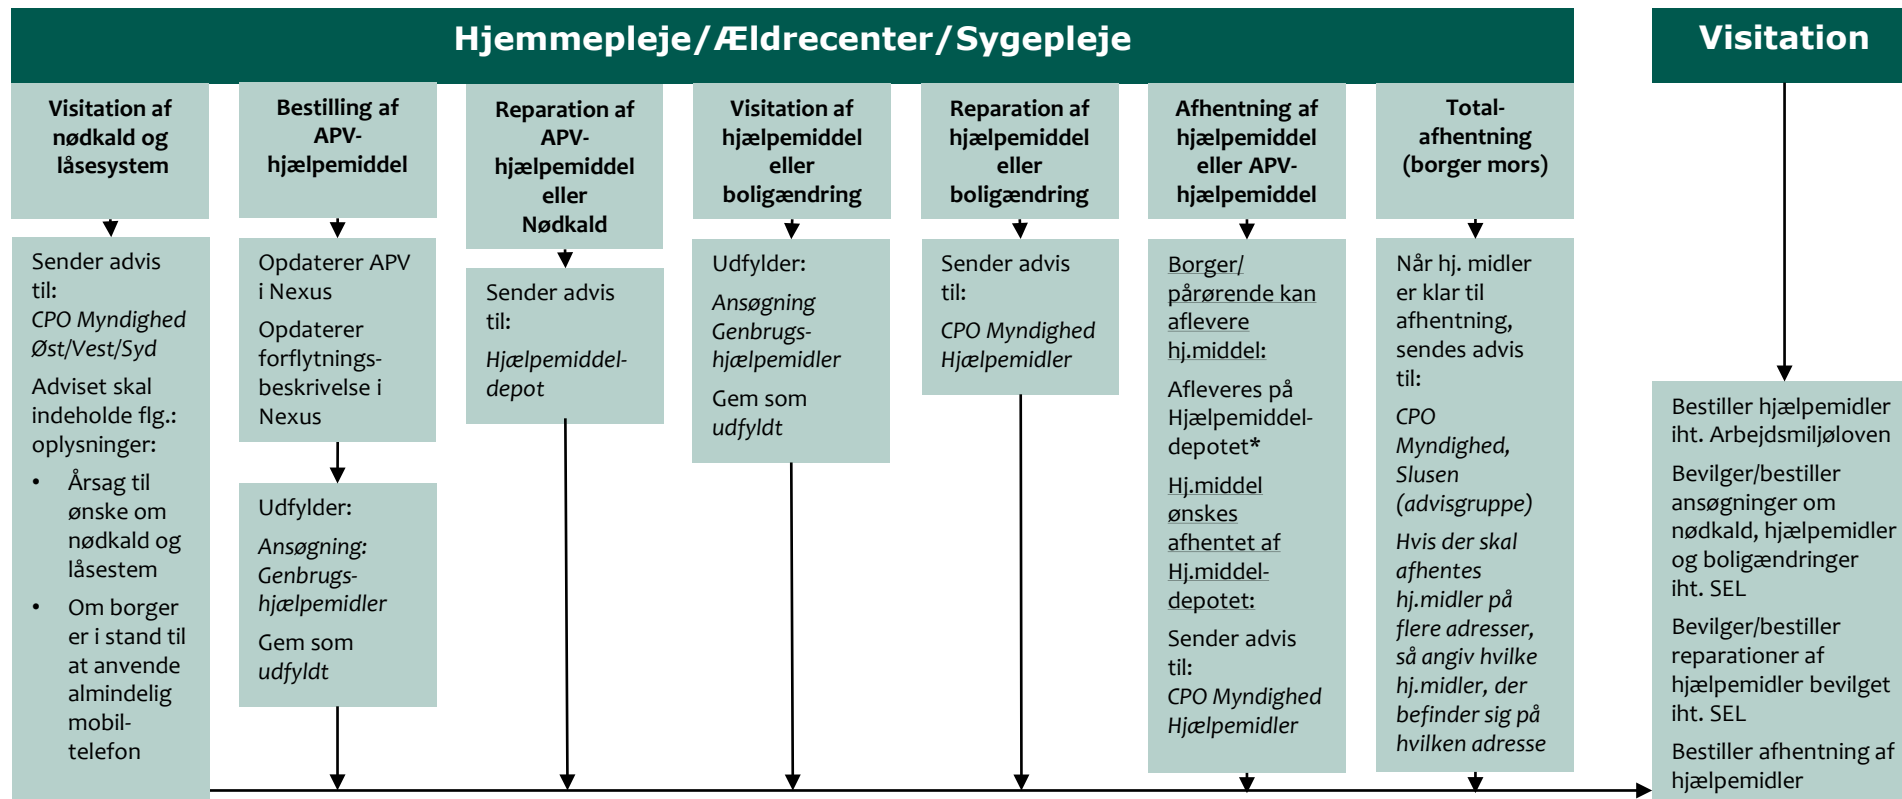 Hjemmepleje/Ældrecenter/Sygepleje
Visitation
Visitation af
nødkald og
låsesystem
Sender advis
til:
CPO Myndighed
Øst/Vest/Syd
Adviset skal
indeholde flg.:
oplysninger:
• Årsag til
ønske om
nødkald og
låsestem
• Om borger
er i stand til
at anvende
almindelig
mobil-
telefon
Bestilling af
APV-
hjælpemiddel
Opdaterer APV
i Nexus
Opdaterer
forflytnings-
beskrivelse i
Nexus
Udfylder:
Ansøgning:
Genbrugs-
hjælpemidler
Gem som
udfyldt
Reparation af
APV-
hjælpemiddel
eller
Nødkald
Sender advis
til:
Hjælpemiddel-
depot
Visitation af
hjælpemiddel
eller
boligændring
Udfylder:
Ansøgning
Genbrugs-
hjælpemidler
Gem som
udfyldt
Reparation af
hjælpemiddel
eller
boligændring
Sender advis
til:
CPO Myndighed
Hjælpemidler
Afhentning af
hjælpemiddel
eller APV-
hjælpemiddel
Borger/
pårørende kan
aflevere
hj.middel:
Afleveres på
Hjælpemiddel-
depotet*
Hj.middel
ønskes
afhentet af
Hj.middel-
depotet:
Sender advis
til:
CPO Myndighed
Hjælpemidler
Total-
afhentning
(borger mors)
Når hj. midler
er klar til
afhentning,
sendes advis
til:
CPO
Myndighed,
Slusen
(advisgruppe)
Hvis der skal
afhentes
hj.midler på
flere adresser,
så angiv hvilke
hj.midler, der
befinder sig på
hvilken adresse
Bestiller hjælpemidler
iht. Arbejdsmiljøloven
Bevilger/bestiller
ansøgninger om
nødkald, hjælpemidler
og boligændringer
iht. SEL
Bevilger/bestiller
reparationer af
hjælpemidler bevilget
iht. SEL
Bestiller afhentning af
hjælpemidler